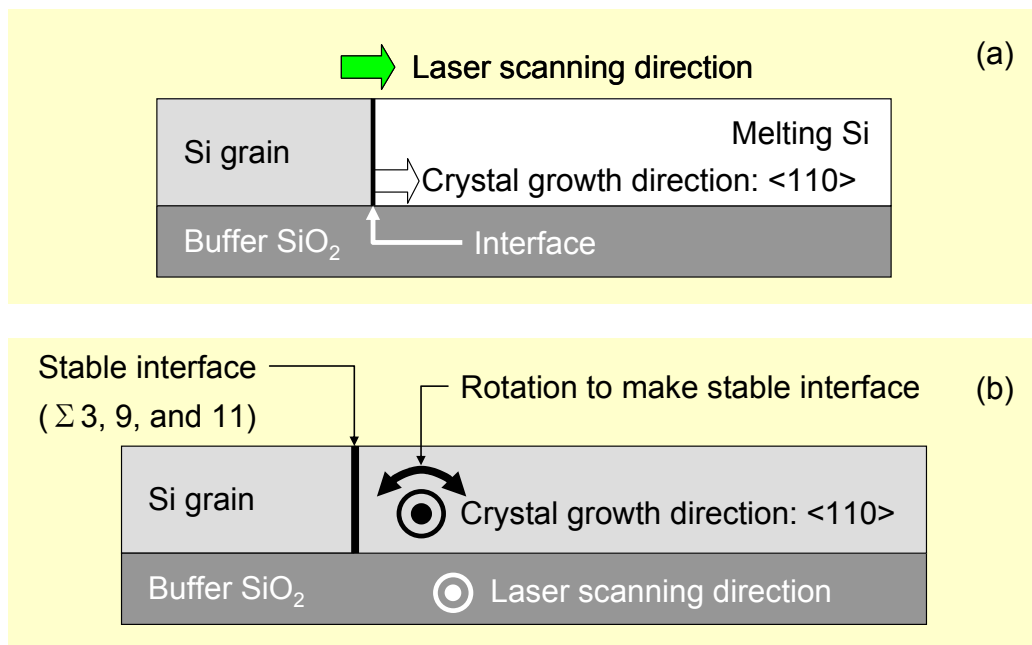 (a)
Laser scanning direction
Si grain
Melting Si
Crystal growth direction: <110>
Buffer SiO₂
Interface
Stable interface
(Σ3, 9, and 11)
Rotation to make stable interface
(b)
Si grain
Crystal growth direction: <110>
Buffer SiO₂
Laser scanning direction